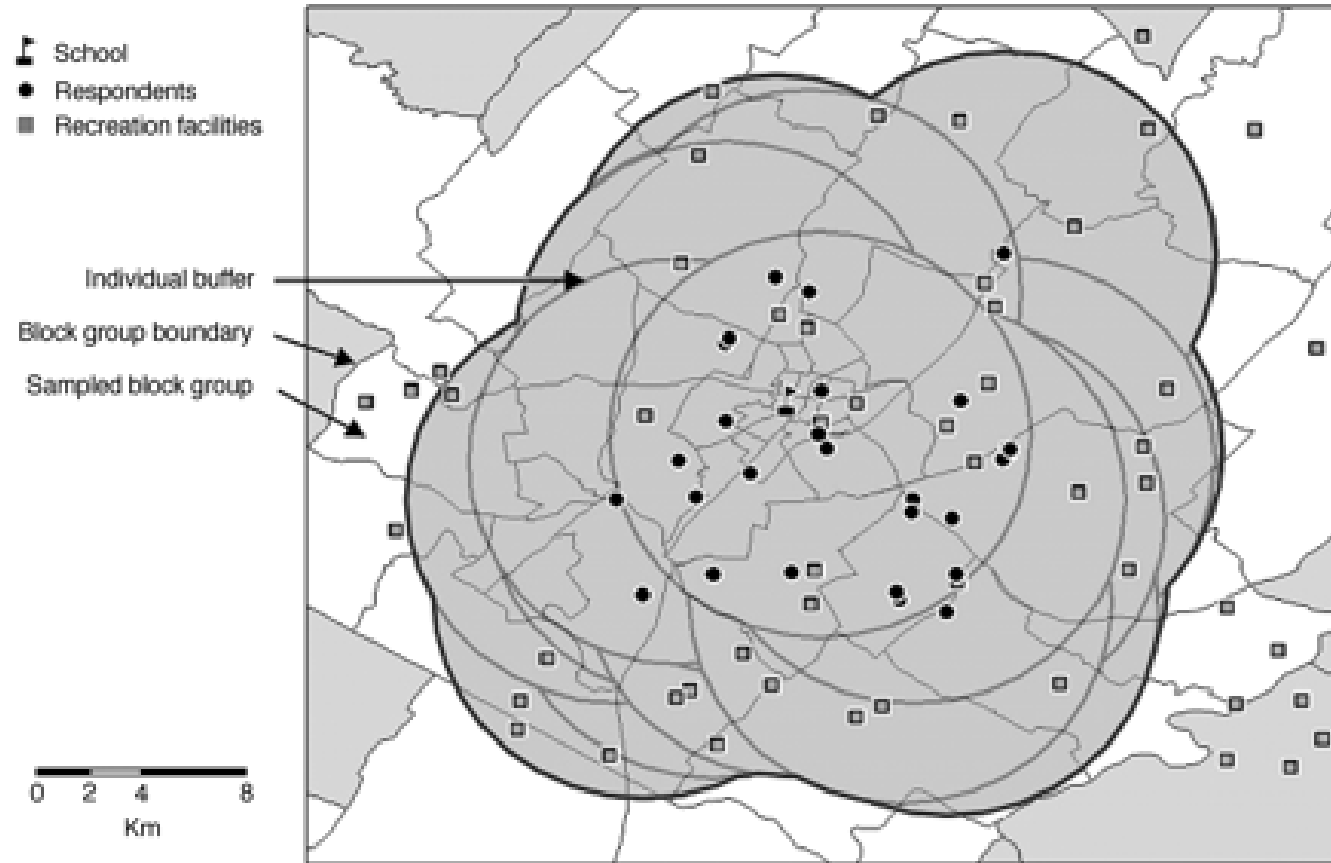 School
Respondents
Recreation facilities
Individual buffer
Block group boundary
Sampled block group
0 2 4 8
Km